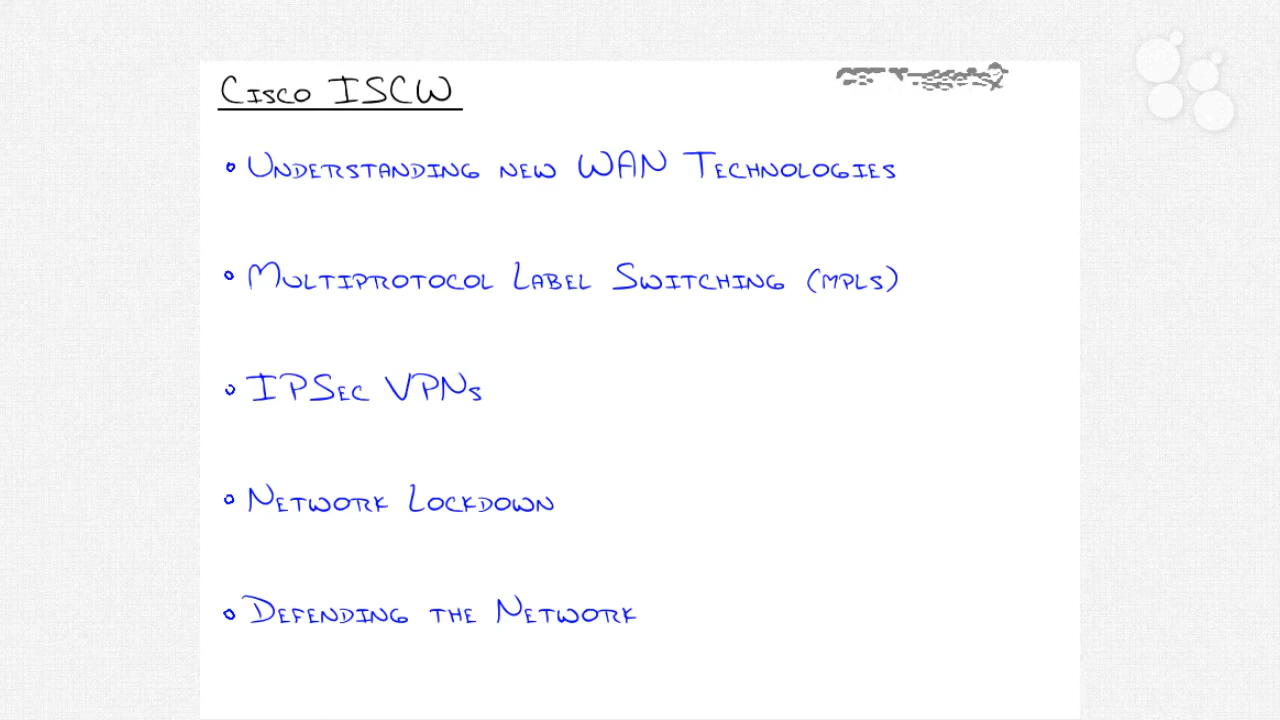 Cisco ISCW
• Understanding new WAN Technologies
• Multiprotocol Label Switching (MPLS)
• IPSec VPNs
• Network Lockdown
• Defending the Network